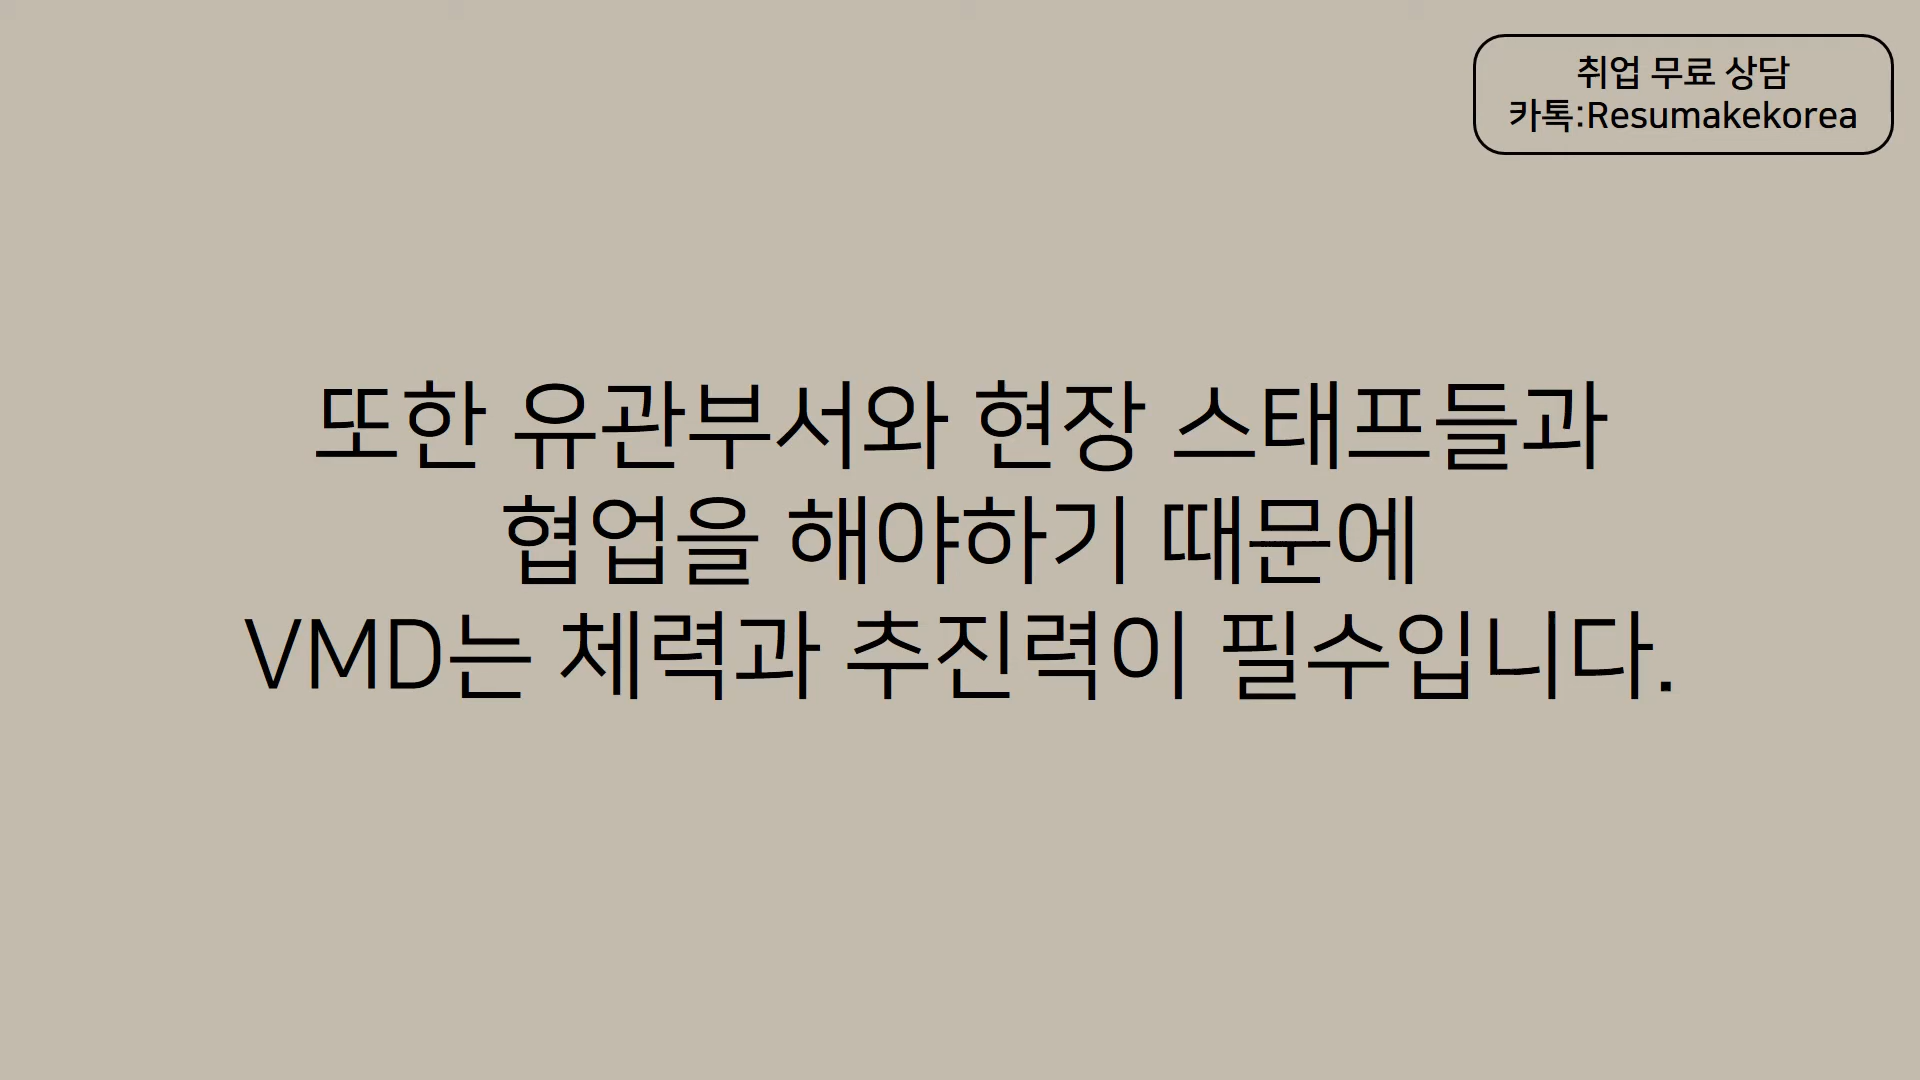 취업 무료 상담
카톡:Resumakekorea
또한 유관부서와 현장 스태프들과
협업을 해야하기 때문에
VMD는 체력과 추진력이 필수입니다.